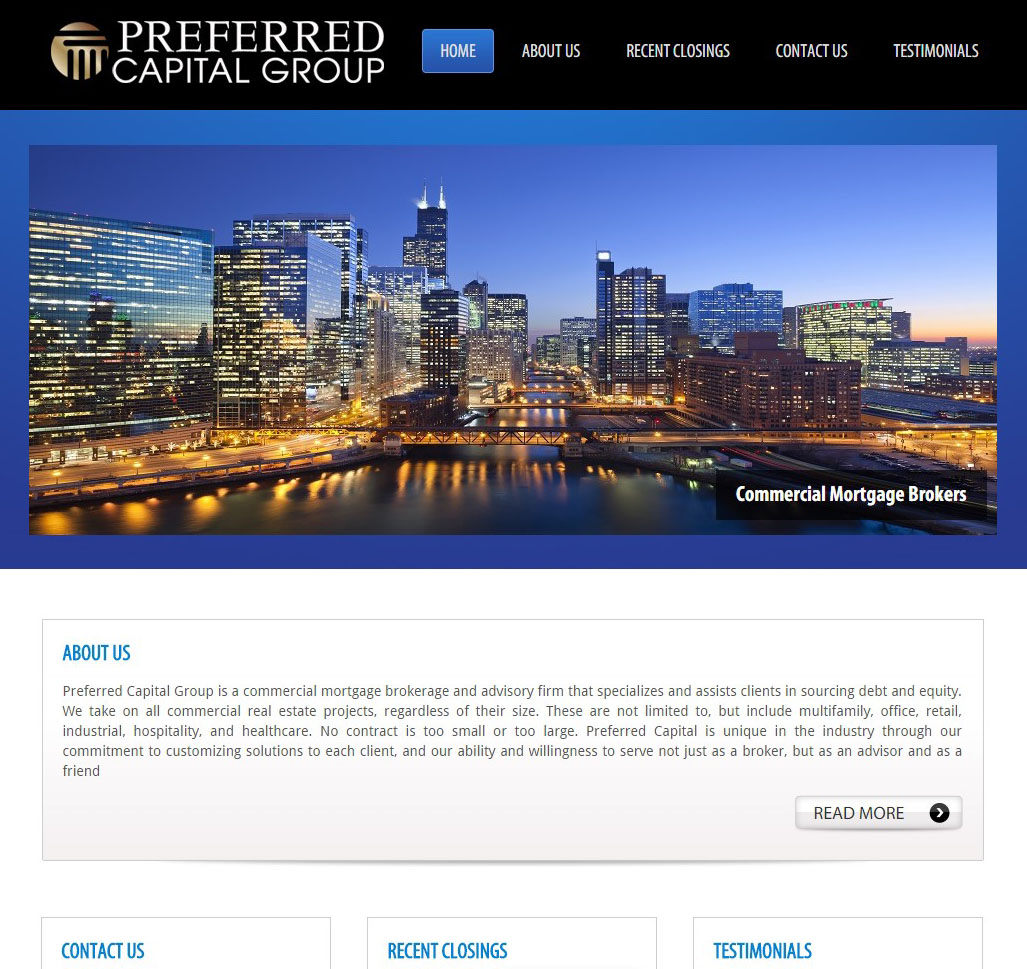 PREFERRED
CAPITAL GROUP
HOME
ABOUT US
RECENT CLOSINGS
CONTACT US
TESTIMONIALS
Commercial Mortgage Brokers
ABOUT US
Preferred Capital Group is a commercial mortgage brokerage and advisory firm that specializes and assists clients in sourcing debt and equity.
We take on all commercial real estate projects, regardless of their size. These are not limited to, but include multifamily, office, retail,
industrial, hospitality, and healthcare. No contract is too small or too large. Preferred Capital is unique in the industry through our
commitment to customizing solutions to each client, and our ability and willingness to serve not just as a broker, but as an advisor and as a
friend
READ MORE
CONTACT US
RECENT CLOSINGS
TESTIMONIALS